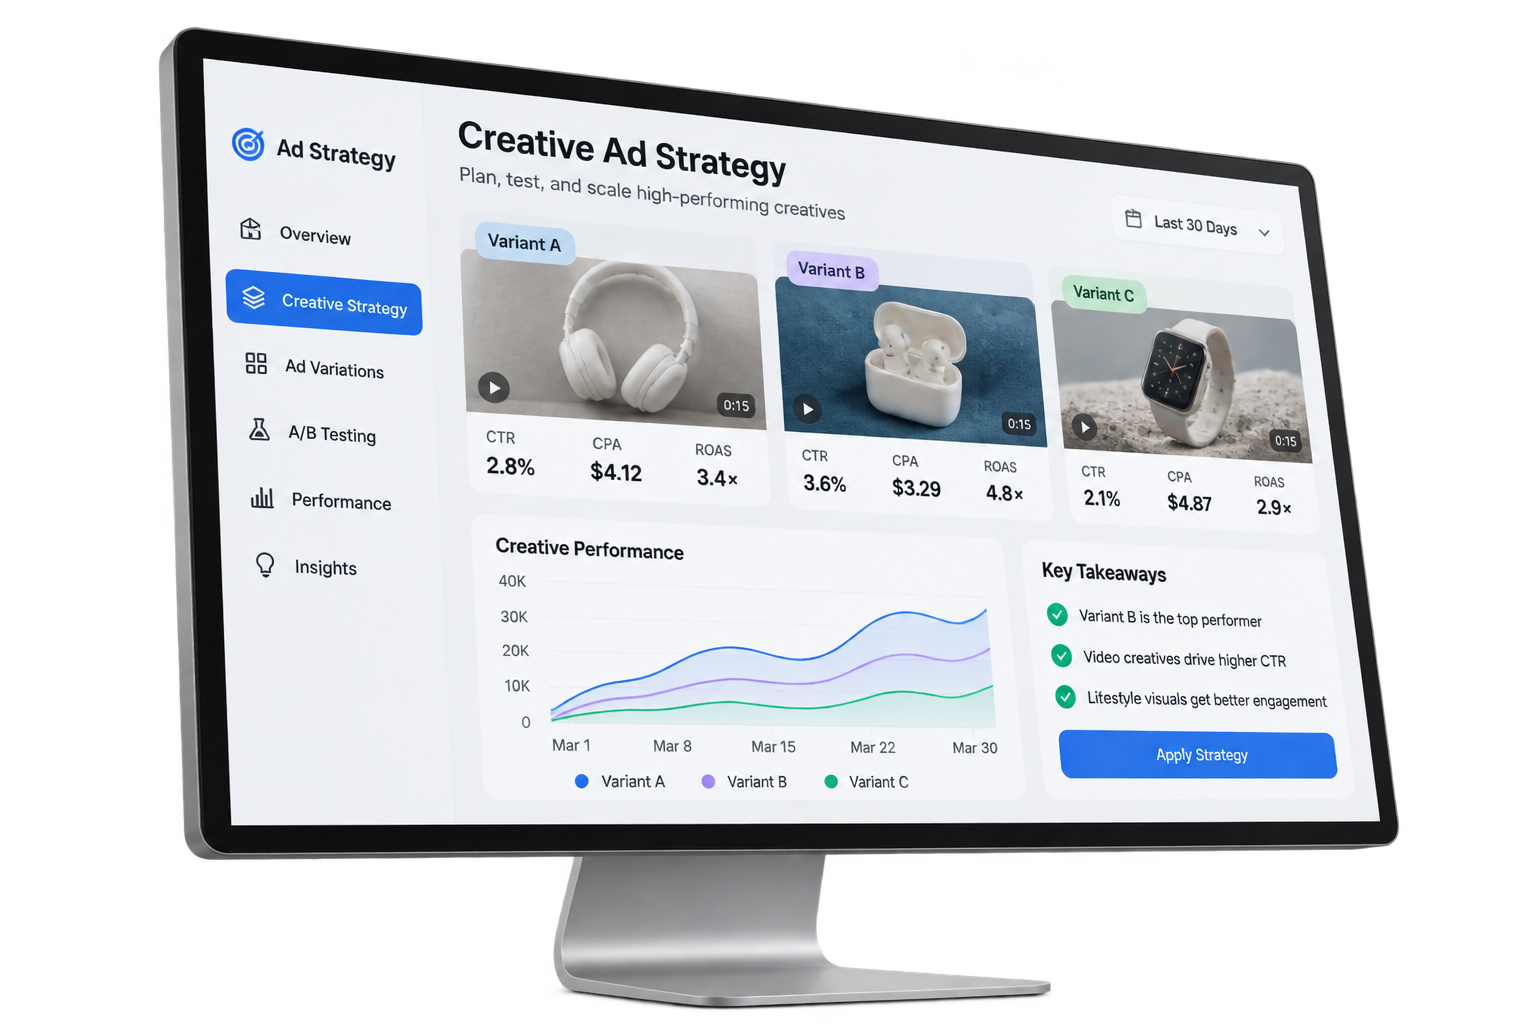 Ad Strategy
Overview
Creative Strategy
Ad Variations
A/B Testing
Performance
Insights
Creative Ad Strategy
Plan, test, and scale high-performing creatives
Last 30 Days
Variant A
0:15
CTR CPA ROAS
2.8% $4.12 3.4×
Variant B
0:15
CTR CPA ROAS
3.6% $3.29 4.8×
Variant C
0:15
CTR CPA ROAS
2.1% $4.87 2.9×
Creative Performance
40K
30K
20K
10K
0
Mar 1 Mar 8 Mar 15 Mar 22 Mar 30
Variant A Variant B Variant C
Key Takeaways
Variant B is the top performer
Video creatives drive higher CTR
Lifestyle visuals get better engagement
Apply Strategy